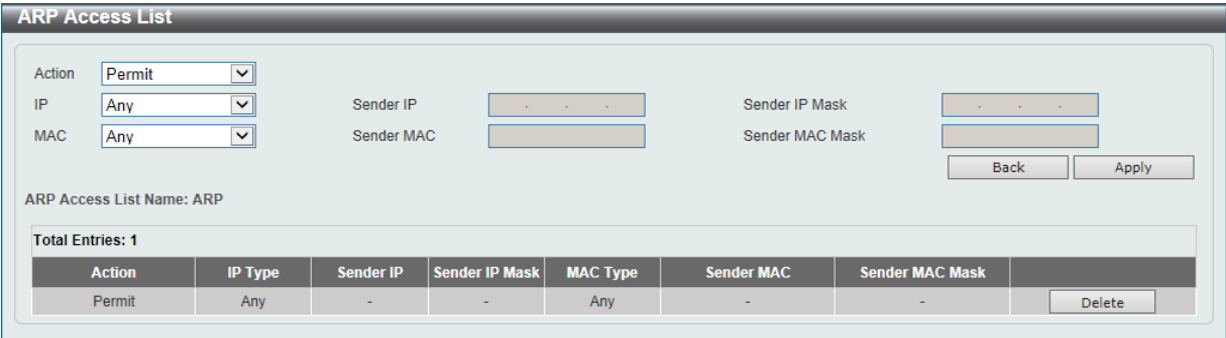 ARP Access List
Action Permit
IP Any Sender IP . . . Sender IP Mask . . .
MAC Any Sender MAC Sender MAC Mask
Back Apply
ARP Access List Name: ARP
Total Entries: 1
Action IP Type Sender IP Sender IP Mask MAC Type Sender MAC Sender MAC Mask
Permit Any - - Any - - Delete